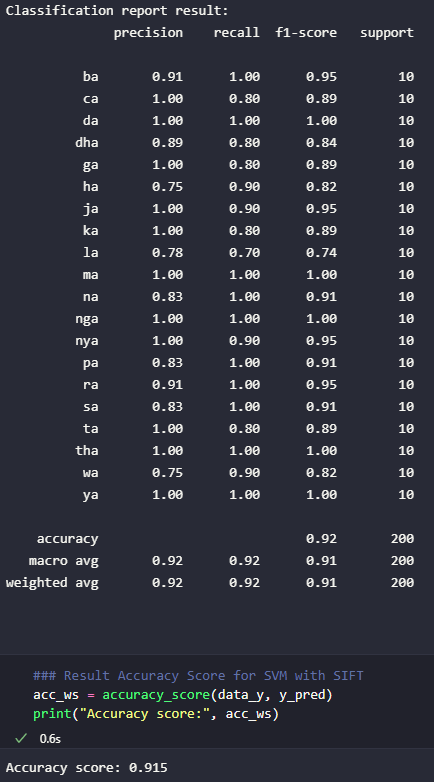 Classification report result:
precision recall f1-score support
ba 0.91 1.00 0.95 10
ca 1.00 0.80 0.89 10
da 1.00 1.00 1.00 10
dha 0.89 0.80 0.84 10
ga 1.00 0.80 0.89 10
ha 0.75 0.90 0.82 10
ja 1.00 0.90 0.95 10
ka 1.00 0.80 0.89 10
la 0.78 0.70 0.74 10
ma 1.00 1.00 1.00 10
na 0.83 1.00 0.91 10
nga 1.00 1.00 1.00 10
nya 1.00 0.90 0.95 10
pa 0.83 1.00 0.91 10
ra 0.91 1.00 0.95 10
sa 0.83 1.00 0.91 10
ta 1.00 0.80 0.89 10
tha 1.00 1.00 1.00 10
wa 0.75 0.90 0.82 10
ya 1.00 1.00 1.00 10
accuracy 0.92 200
macro avg 0.92 0.92 0.91 200
weighted avg 0.92 0.92 0.91 200
### Result Accuracy Score for SVM with SIFT
acc_ws = accuracy_score(data_y, y_pred)
print("Accuracy score:", acc_ws)
✓ 0.6s
Accuracy score: 0.915